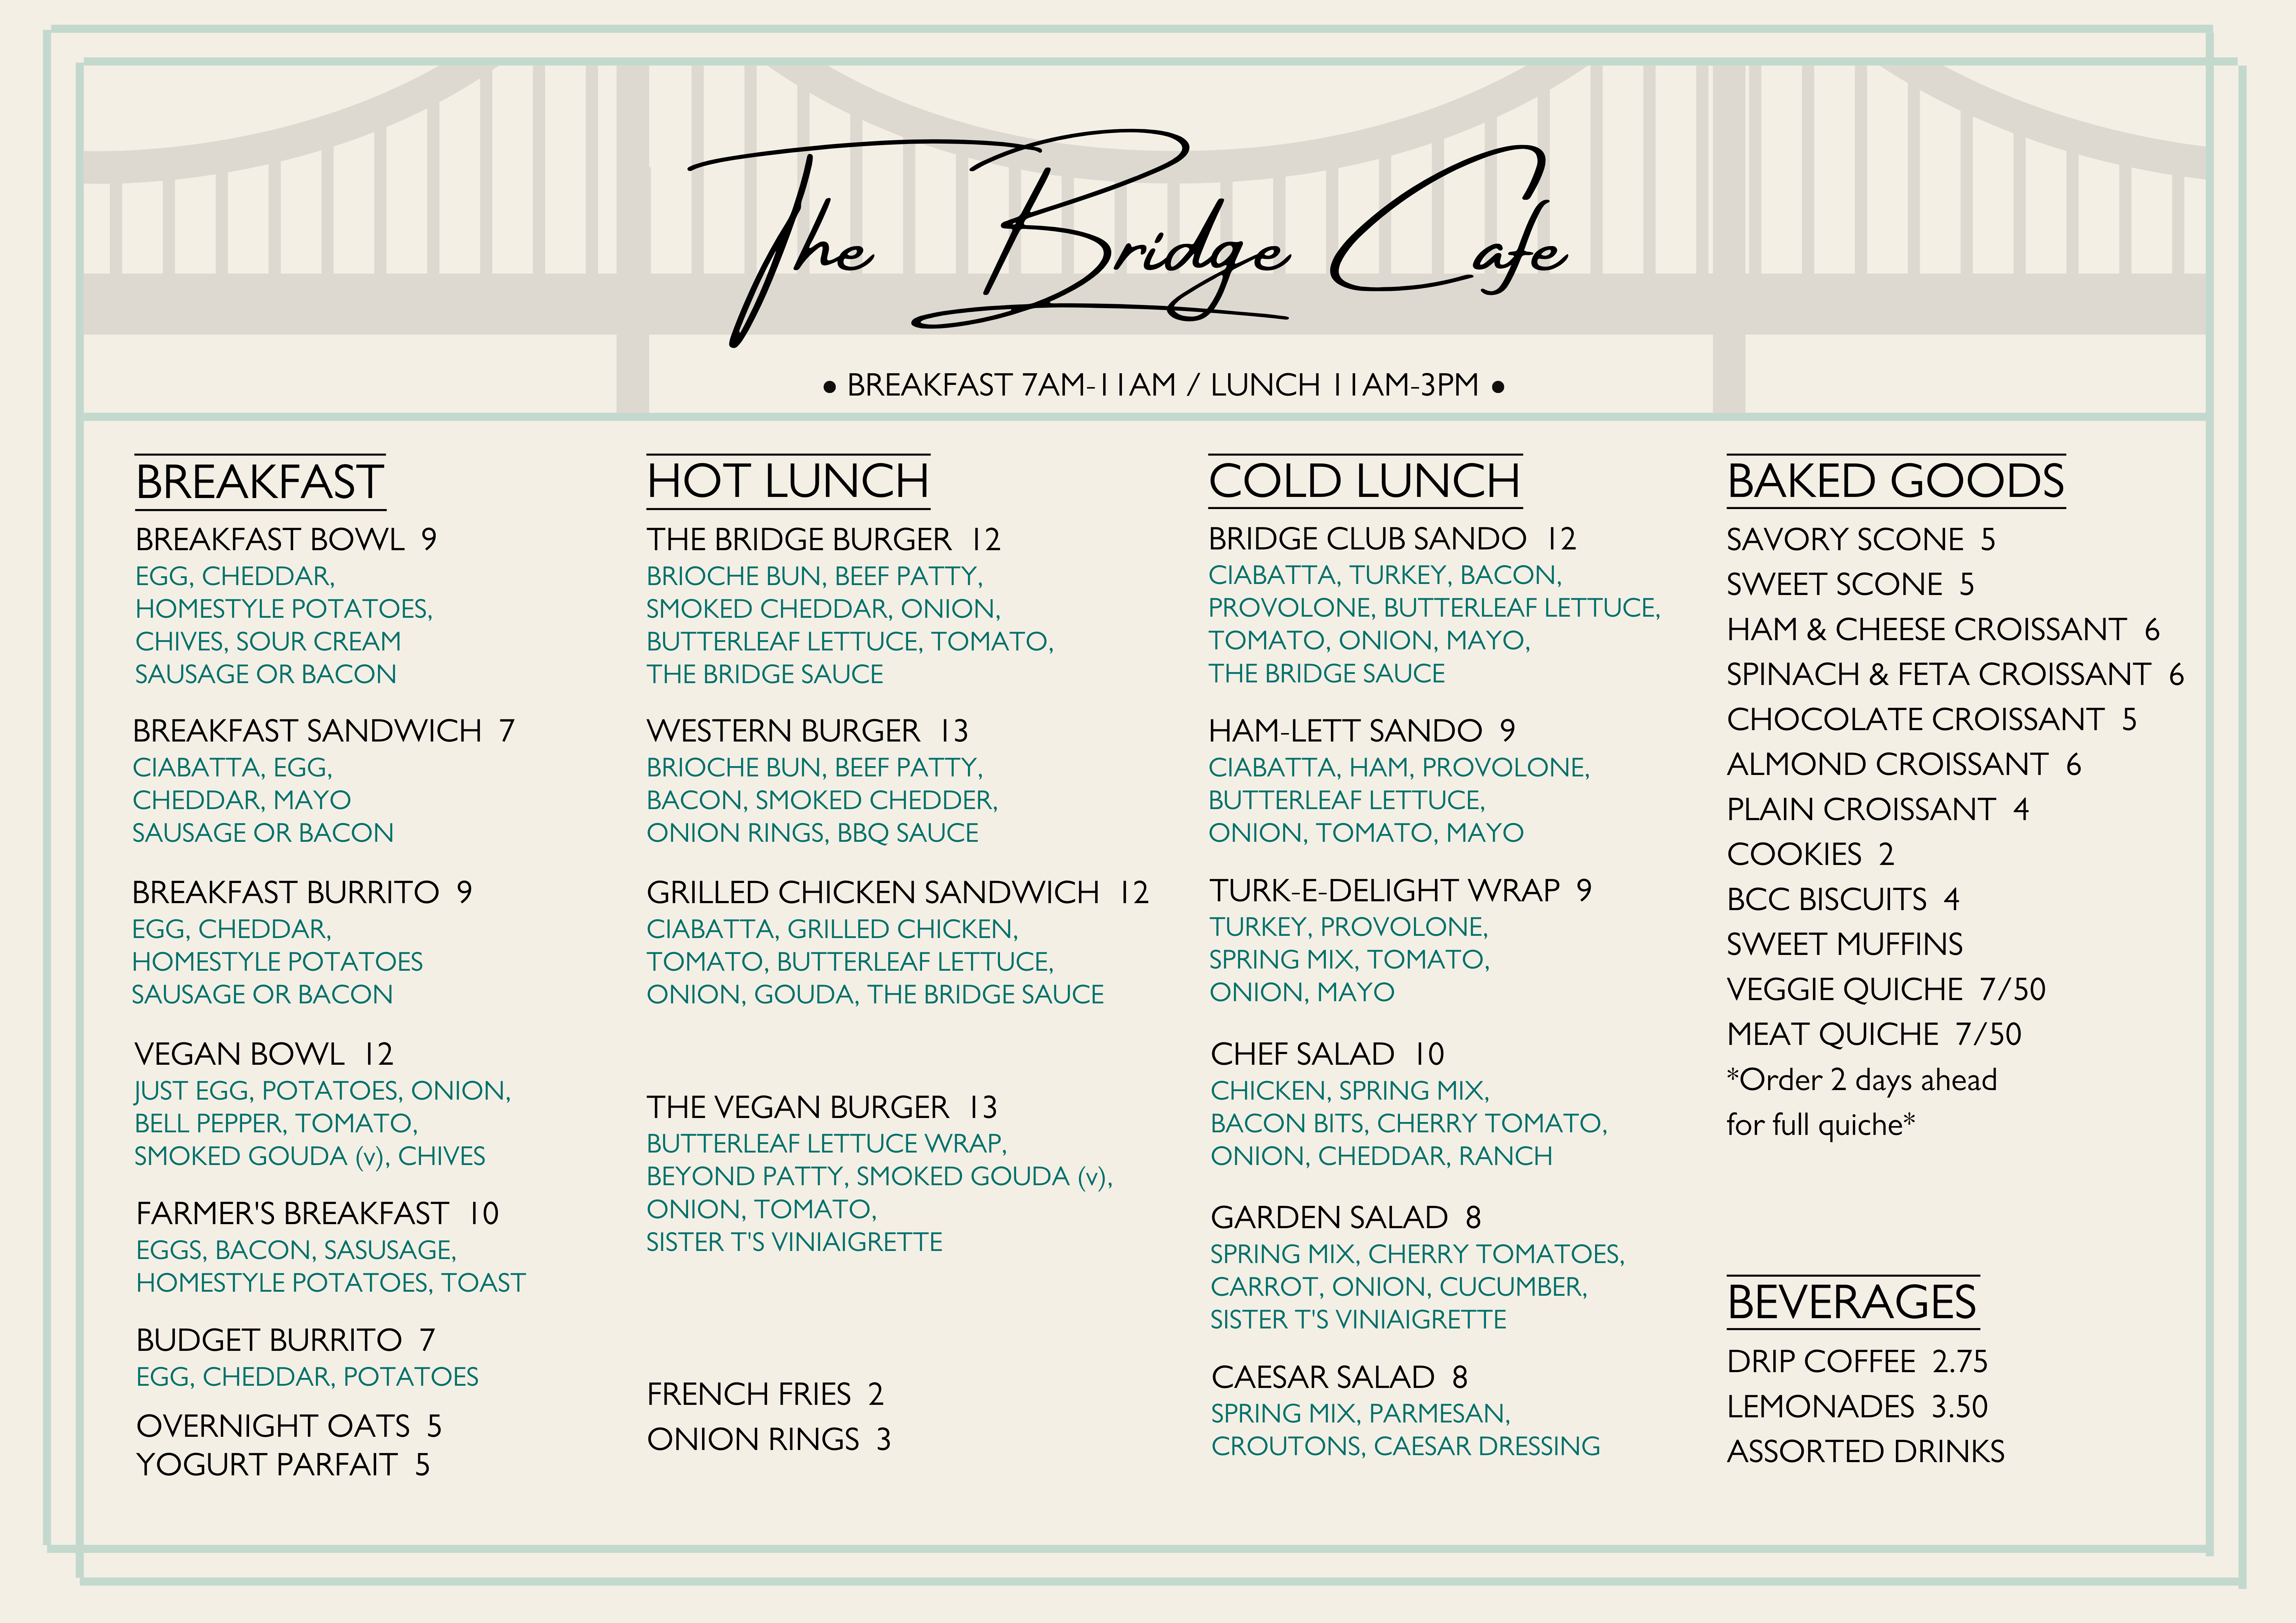 The Bridge Cafe
• BREAKFAST 7AM-11AM / LUNCH 11AM-3PM •
BREAKFAST
BREAKFAST BOWL 9
EGG, CHEDDAR,
HOMESTYLE POTATOES,
CHIVES, SOUR CREAM
SAUSAGE OR BACON
BREAKFAST SANDWICH 7
CIABATTA, EGG,
CHEDDAR, MAYO
SAUSAGE OR BACON
BREAKFAST BURRITO 9
EGG, CHEDDAR,
HOMESTYLE POTATOES
SAUSAGE OR BACON
VEGAN BOWL 12
JUST EGG, POTATOES, ONION,
BELL PEPPER, TOMATO,
SMOKED GOUDA (v), CHIVES
FARMER'S BREAKFAST 10
EGGS, BACON, SASUSAGE,
HOMESTYLE POTATOES, TOAST
BUDGET BURRITO 7
EGG, CHEDDAR, POTATOES
OVERNIGHT OATS 5
YOGURT PARFAIT 5
HOT LUNCH
THE BRIDGE BURGER 12
BRIOCHE BUN, BEEF PATTY,
SMOKED CHEDDAR, ONION,
BUTTERLEAF LETTUCE, TOMATO,
THE BRIDGE SAUCE
WESTERN BURGER 13
BRIOCHE BUN, BEEF PATTY,
BACON, SMOKED CHEDDER,
ONION RINGS, BBQ SAUCE
GRILLED CHICKEN SANDWICH 12
CIABATTA, GRILLED CHICKEN,
TOMATO, BUTTERLEAF LETTUCE,
ONION, GOUDA, THE BRIDGE SAUCE
THE VEGAN BURGER 13
BUTTERLEAF LETTUCE WRAP,
BEYOND PATTY, SMOKED GOUDA (v),
ONION, TOMATO,
SISTER T'S VINIAIGRETTE
FRENCH FRIES 2
ONION RINGS 3
COLD LUNCH
BRIDGE CLUB SANDO 12
CIABATTA, TURKEY, BACON,
PROVOLONE, BUTTERLEAF LETTUCE,
TOMATO, ONION, MAYO,
THE BRIDGE SAUCE
HAM-LETT SANDO 9
CIABATTA, HAM, PROVOLONE,
BUTTERLEAF LETTUCE,
ONION, TOMATO, MAYO
TURK-E-DELIGHT WRAP 9
TURKEY, PROVOLONE,
SPRING MIX, TOMATO,
ONION, MAYO
CHEF SALAD 10
CHICKEN, SPRING MIX,
BACON BITS, CHERRY TOMATO,
ONION, CHEDDAR, RANCH
GARDEN SALAD 8
SPRING MIX, CHERRY TOMATOES,
CARROT, ONION, CUCUMBER,
SISTER T'S VINIAIGRETTE
CAESAR SALAD 8
SPRING MIX, PARMESAN,
CROUTONS, CAESAR DRESSING
BAKED GOODS
SAVORY SCONE 5
SWEET SCONE 5
HAM & CHEESE CROISSANT 6
SPINACH & FETA CROISSANT 6
CHOCOLATE CROISSANT 5
ALMOND CROISSANT 6
PLAIN CROISSANT 4
COOKIES 2
BCC BISCUITS 4
SWEET MUFFINS
VEGGIE QUICHE 7/50
MEAT QUICHE 7/50
*Order 2 days ahead
for full quiche*
BEVERAGES
DRIP COFFEE 2.75
LEMONADES 3.50
ASSORTED DRINKS